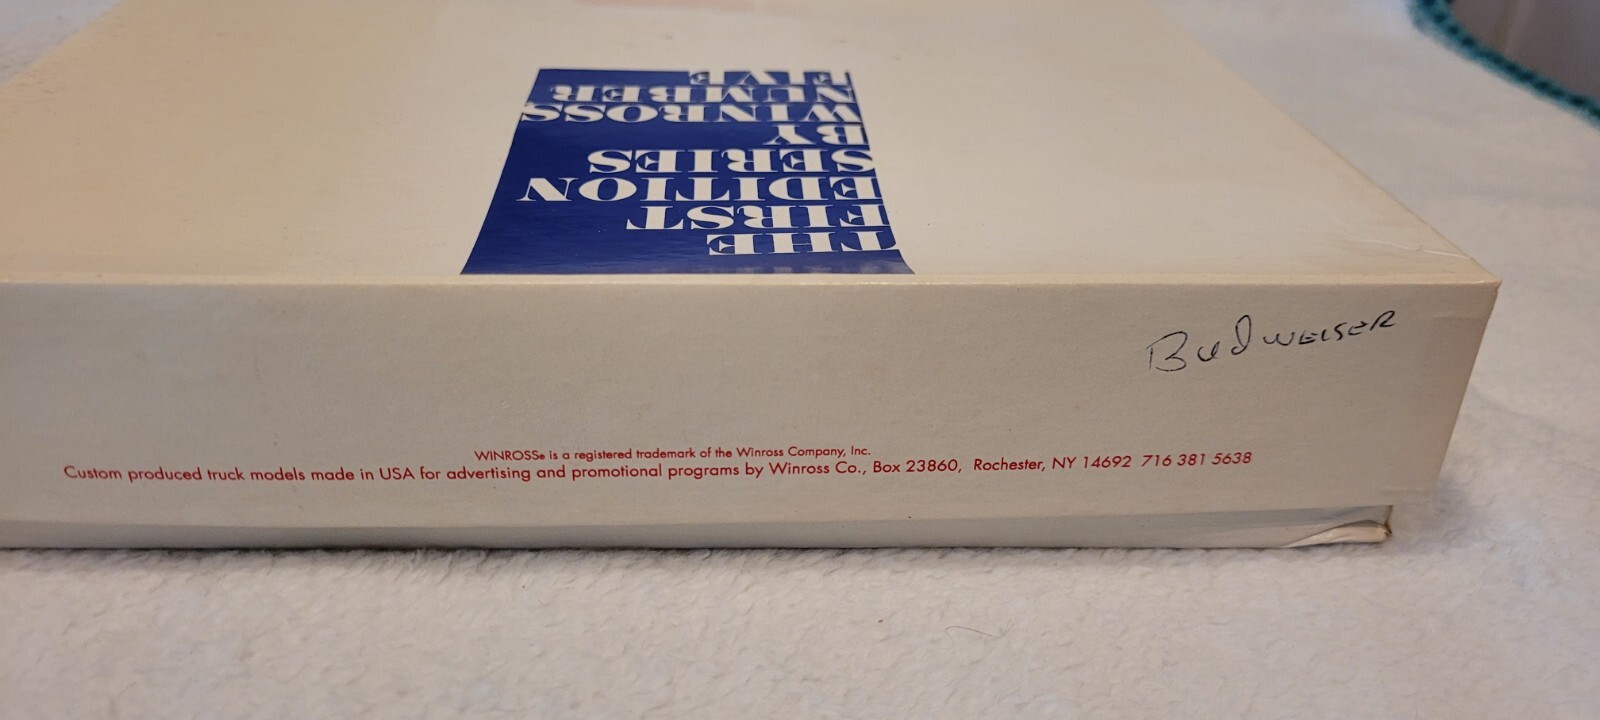 THE
FIRST
EDITION
SERIES
BY
WINROSS
NUMBER
FIVE
BudweisER
WINROSS® is a registered trademark of the Winross Company, Inc.
Custom produced truck models made in USA for advertising and promotional programs by Winross Co., Box 23860, Rochester, NY 14692 716 381 5638